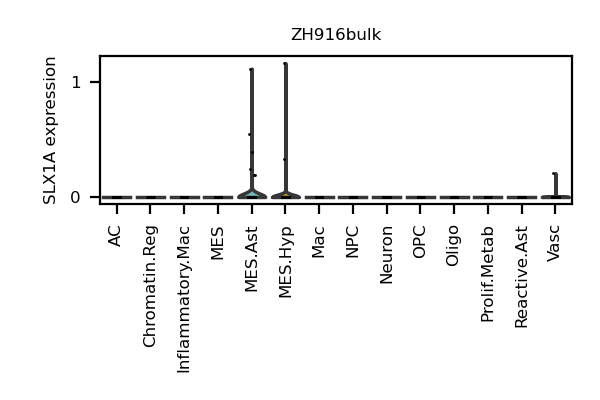 ZH916bulk
SLX1A expression
1
0
AC
Chromatin.Reg
Inflammatory.Mac
MES
MES.Ast
MES.Hyp
Mac
NPC
Neuron
OPC
Oligo
Prolif.Metab
Reactive.Ast
Vasc